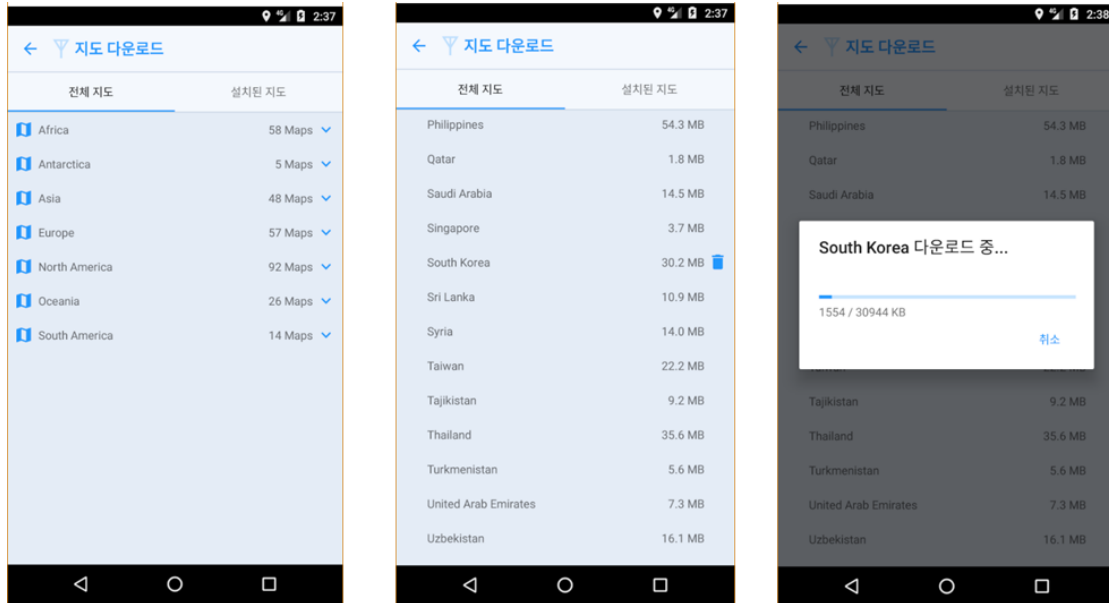 4G 2:37
지도 다운로드
전체 지도 설치된 지도
Africa 58 Maps
Antarctica 5 Maps
Asia 48 Maps
Europe 57 Maps
North America 92 Maps
Oceania 26 Maps
South America 14 Maps
4G 2:37
지도 다운로드
전체 지도 설치된 지도
Philippines 54.3 MB
Qatar 1.8 MB
Saudi Arabia 14.5 MB
Singapore 3.7 MB
South Korea 30.2 MB
Sri Lanka 10.9 MB
Syria 14.0 MB
Taiwan 22.2 MB
Tajikistan 9.2 MB
Thailand 35.6 MB
Turkmenistan 5.6 MB
United Arab Emirates 7.3 MB
Uzbekistan 16.1 MB
4G 2:38
지도 다운로드
전체 지도 설치된 지도
Philippines 54.3 MB
Qatar 1.8 MB
Saudi Arabia 14.5 MB
South Korea 다운로드 중...
1554 / 30944 KB
취소
Tajikistan 9.2 MB
Thailand 35.6 MB
Turkmenistan 5.6 MB
United Arab Emirates 7.3 MB
Uzbekistan 16.1 MB